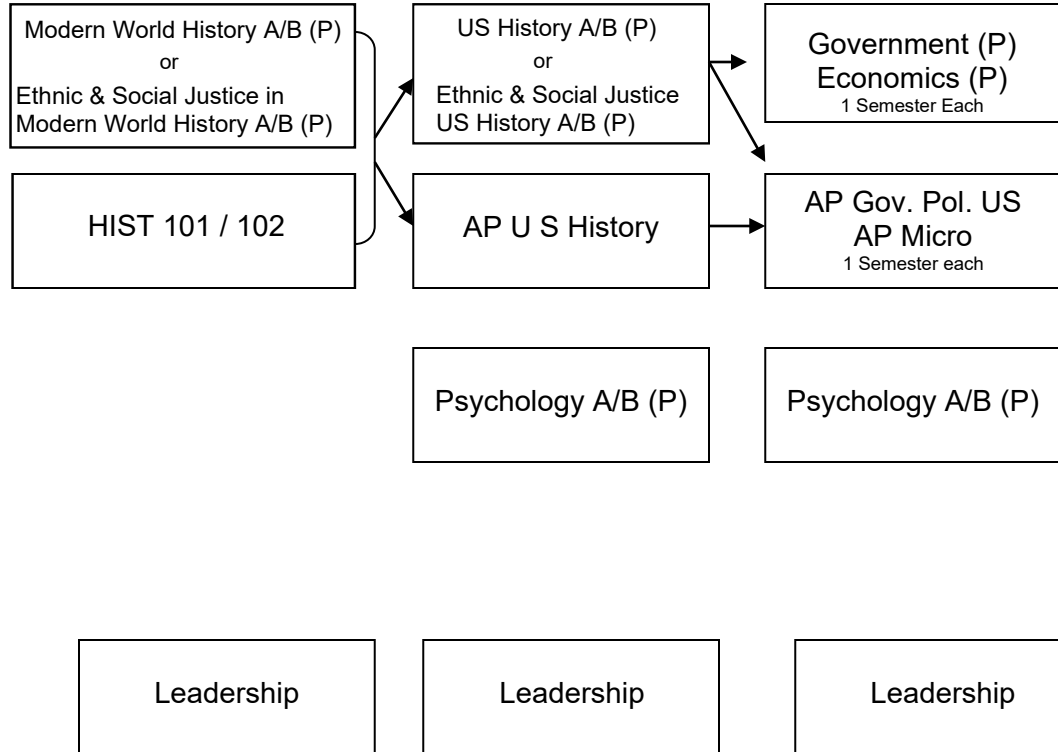 Modern World History A/B (P)
or
Ethnic & Social Justice in
Modern World History A/B (P)
US History A/B (P)
or
Ethnic & Social Justice
US History A/B (P)
Government (P)
Economics (P)
1 Semester Each
HIST 101 / 102
AP U S History
AP Gov. Pol. US
AP Micro
1 Semester each
Psychology A/B (P)
Psychology A/B (P)
Leadership
Leadership
Leadership